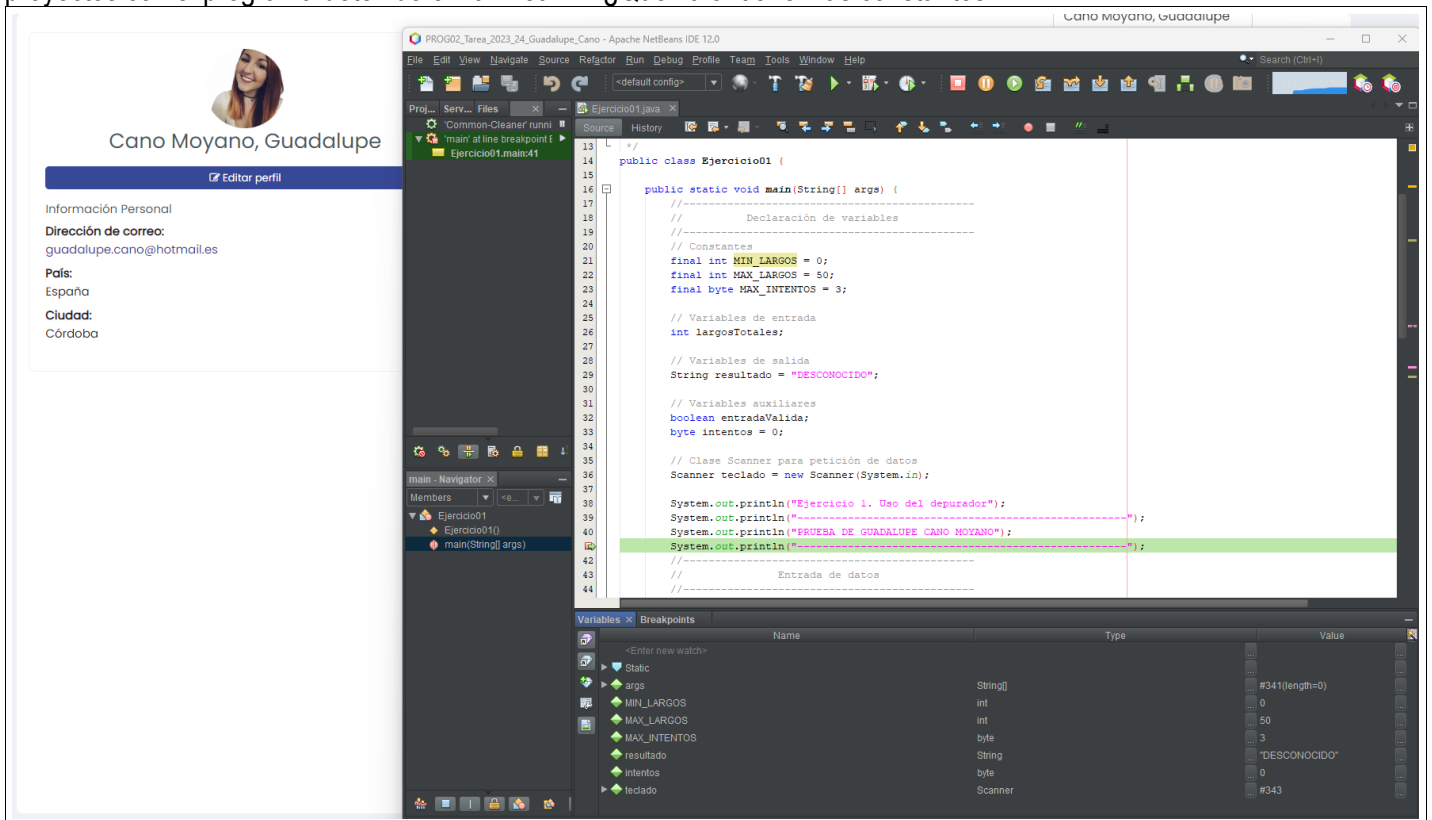 Cano Moyano, Guadalupe
Cano Moyano, Guadalupe
Editar perfil
Información Personal
Dirección de correo:
guadalupe.cano@hotmail.es
País:
España
Ciudad:
Córdoba
PROG02_Tarea_2023_24_Guadalupe_Cano - Apache NetBeans IDE 12.0
File Edit View Navigate Source Refactor Run Debug Profile Team Tools Window Help
Search (Ctrl+I)
<default config>
Proj... Serv... Files
'Common-Cleaner' runni
'main' at line breakpoint E
Ejercicio01.main:41
Ejercicio01.java
Source History
13 */
14 public class Ejercicio01 {
15
16 public static void main(String[] args) {
17 //----------------------------------------------
18 // Declaración de variables
19 //----------------------------------------------
20 // Constantes
21 final int MIN_LARGOS = 0;
22 final int MAX_LARGOS = 50;
23 final byte MAX_INTENTOS = 3;
24
25 // Variables de entrada
26 int largosTotales;
27
28 // Variables de salida
29 String resultado = "DESCONOCIDO";
30
31 // Variables auxiliares
32 boolean entradaValida;
33 byte intentos = 0;
34
35 // Clase Scanner para petición de datos
36 Scanner teclado = new Scanner(System.in);
37
38 System.out.println("Ejercicio 1. Uso del depurador");
39 System.out.println("----------------------------------------------------");
40 System.out.println("PRUEBA DE GUADALUPE CANO MOYANO");
System.out.println("----------------------------------------------------");
42 //----------------------------------------------
43 // Entrada de datos
44 //----------------------------------------------
main - Navigator
Members <e...
Ejercicio01
Ejercicio01()
main(String[] args)
Variables Breakpoints
Name Type Value
<Enter new watch>
Static
args String[] #341(length=0)
MIN_LARGOS int 0
MAX_LARGOS int 50
MAX_INTENTOS byte 3
resultado String "DESCONOCIDO"
intentos byte 0
teclado Scanner #343